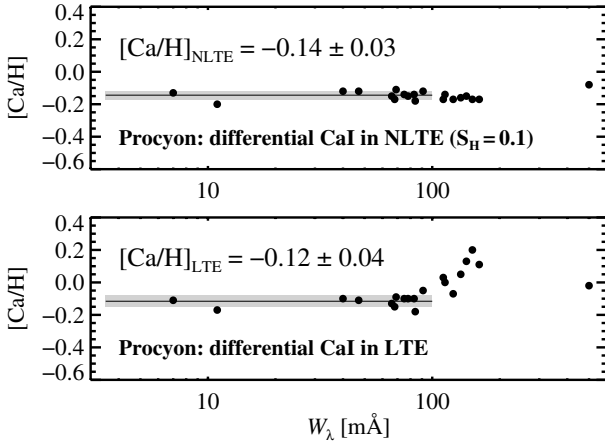 0.4
0.2
0.0
−0.2
−0.4
−0.6
[Ca/H]
[Ca/H]NLTE = −0.14 ± 0.03
Procyon: differential CaI in NLTE (SH = 0.1)
10
100
0.4
0.2
0.0
−0.2
−0.4
−0.6
[Ca/H]
[Ca/H]LTE = −0.12 ± 0.04
Procyon: differential CaI in LTE
10
100
Wλ [mÅ]